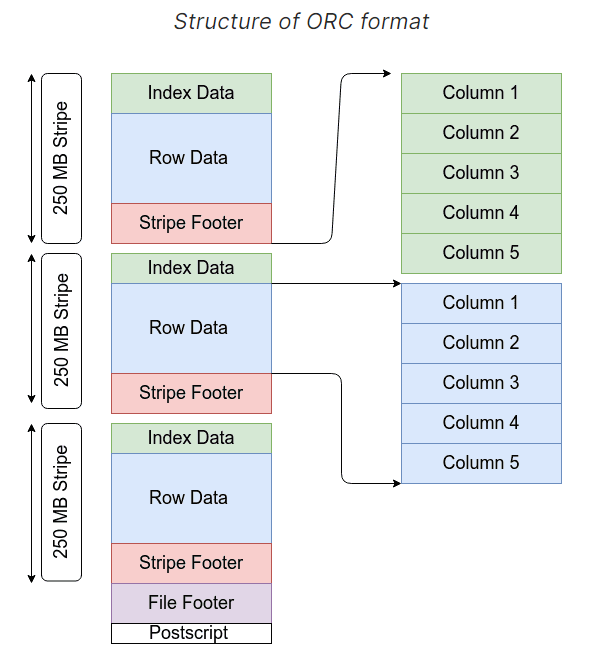 Structure of ORC format
250 MB Stripe
Index Data
Row Data
Stripe Footer
250 MB Stripe
Index Data
Row Data
Stripe Footer
250 MB Stripe
Index Data
Row Data
Stripe Footer
File Footer
Postscript
Column 1
Column 2
Column 3
Column 4
Column 5
Column 1
Column 2
Column 3
Column 4
Column 5